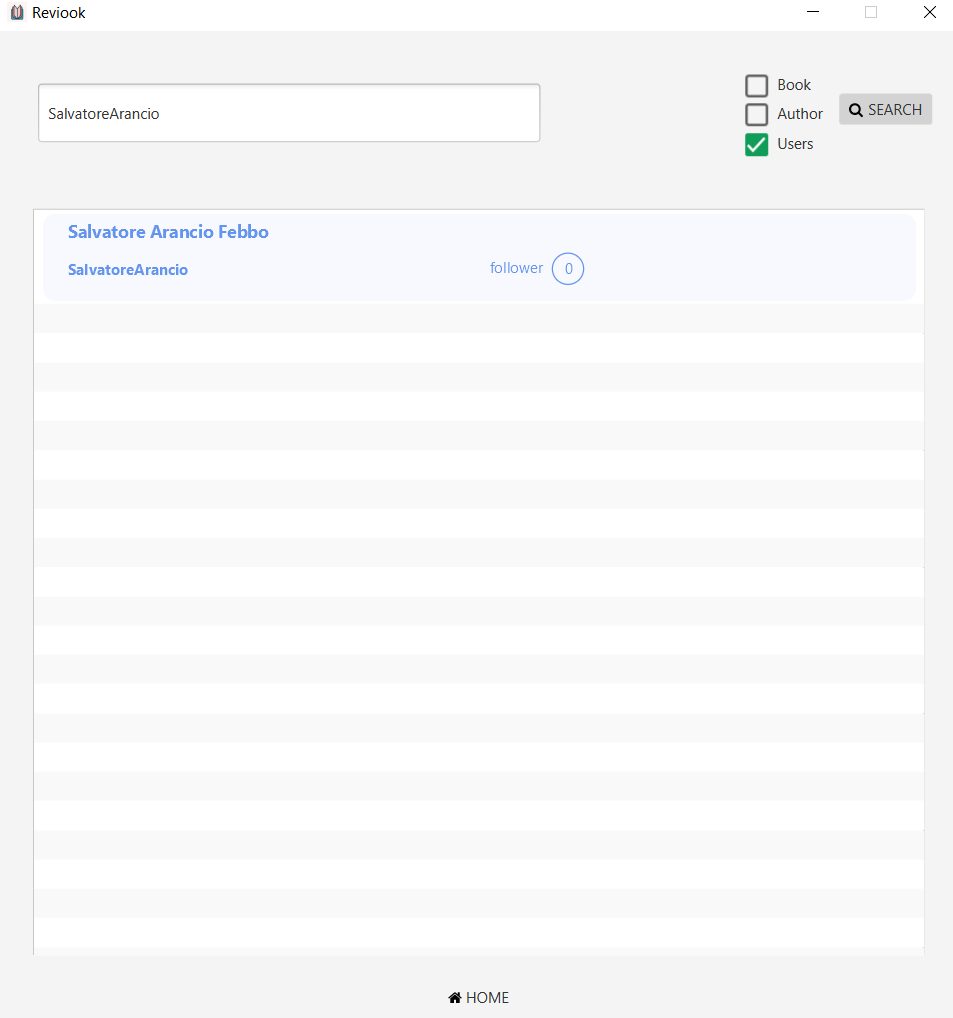 Reviook
SalvatoreArancio
Book
Author
Users
SEARCH
Salvatore Arancio Febbo
SalvatoreArancio
follower 0
HOME